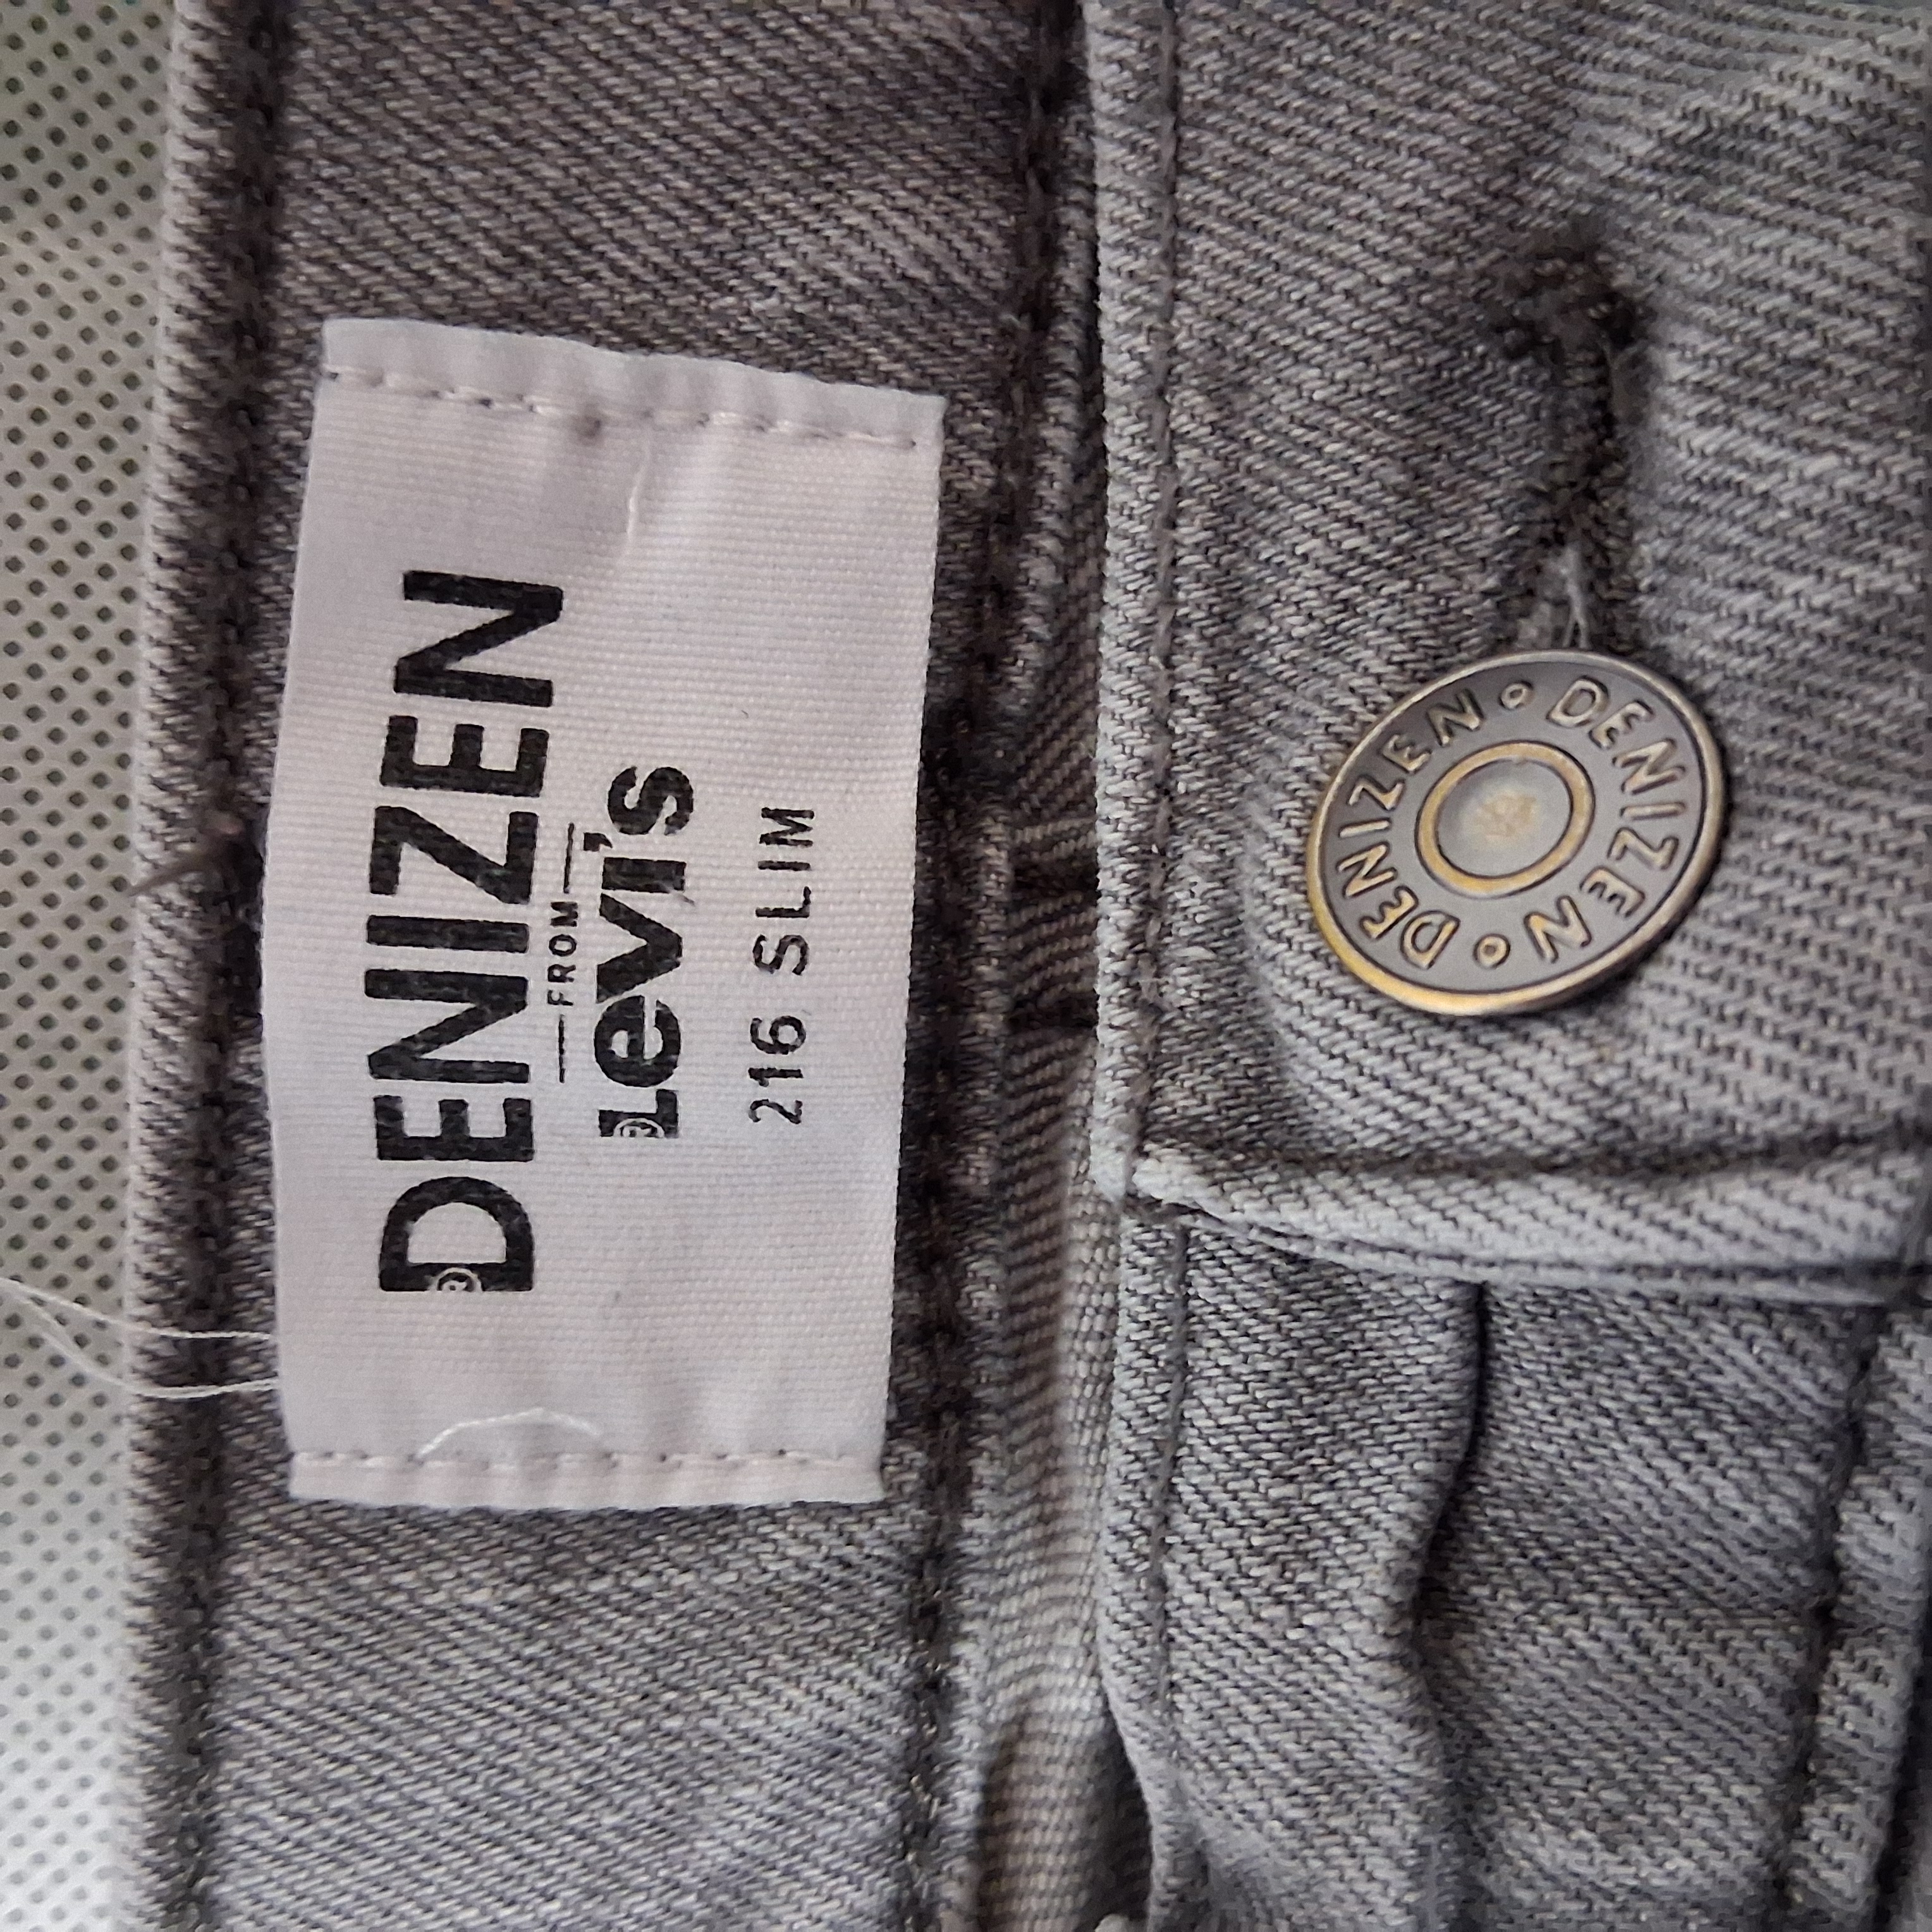 DENIZEN
FROM
Levi's
216 SLIM
DENIZEN o DENIZEN o